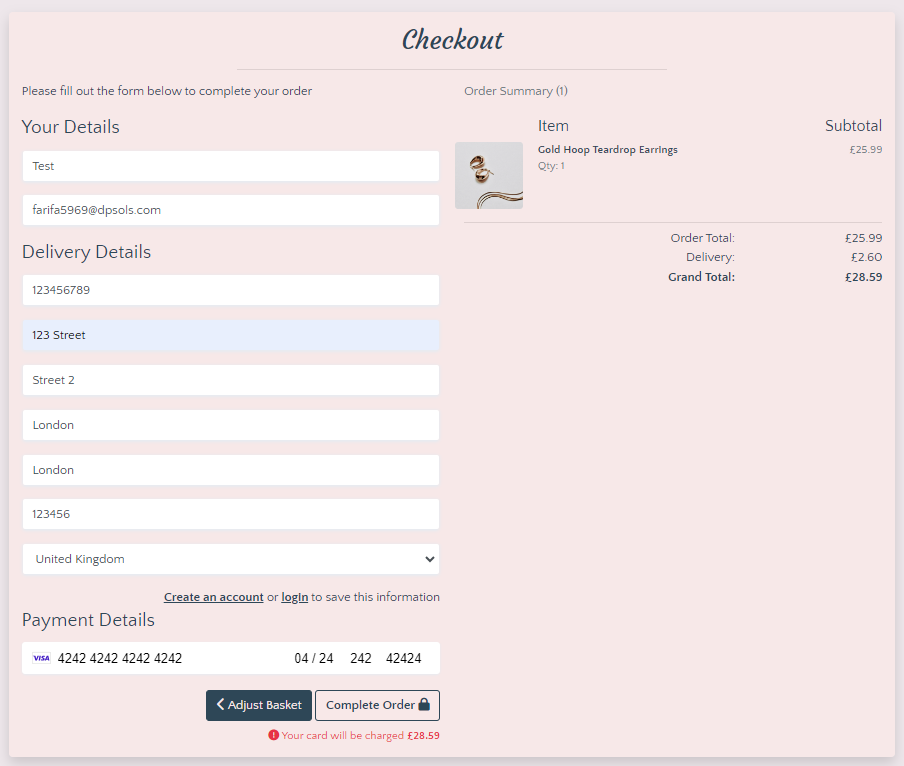 Checkout
Please fill out the form below to complete your order
Your Details
Test
farifa5969@dpsols.com
Delivery Details
123456789
123 Street
Street 2
London
London
123456
United Kingdom
Create an account or login to save this information
Payment Details
VISA 4242 4242 4242 4242 04 / 24 242 42424
Adjust Basket Complete Order
! Your card will be charged £28.59
Order Summary (1)
Item Subtotal
Gold Hoop Teardrop Earrings £25.99
Qty: 1
Order Total: £25.99
Delivery: £2.60
Grand Total: £28.59